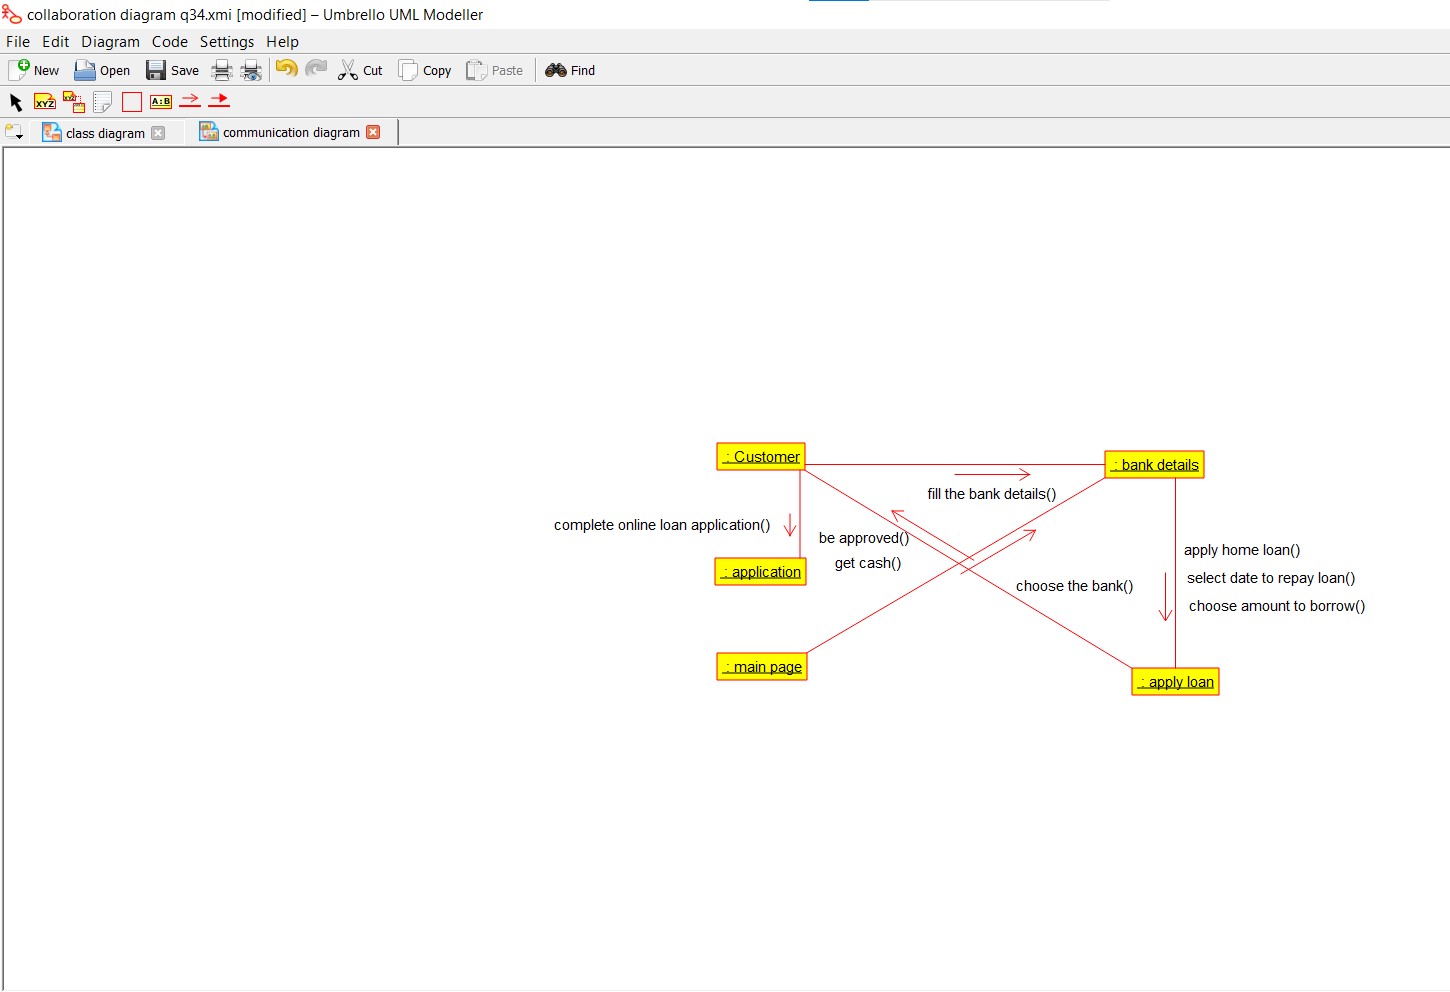 collaboration diagram q34.xmi [modified] – Umbrello UML Modeller
File Edit Diagram Code Settings Help
New Open Save Cut Copy Paste Find
XYZ XYZ A:B
class diagram communication diagram
: Customer
: bank details
fill the bank details()
complete online loan application()
be approved()
get cash()
: application
choose the bank()
apply home loan()
select date to repay loan()
choose amount to borrow()
: main page
: apply loan